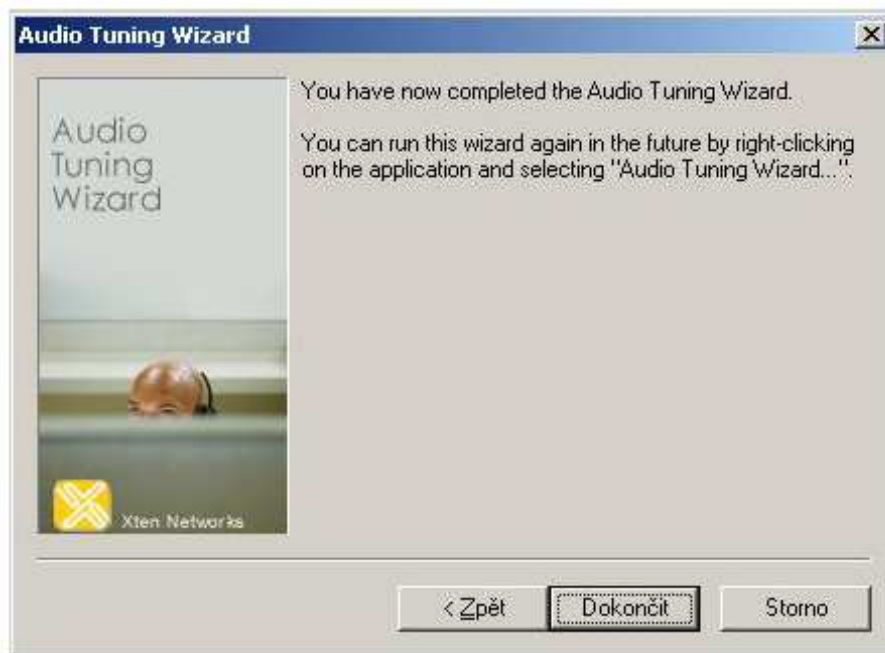 Audio Tuning Wizard
Audio
Tuning
Wizard
Xten Networks
You have now completed the Audio Tuning Wizard.
You can run this wizard again in the future by right-clicking
on the application and selecting "Audio Tuning Wizard...".
< Zpět
Dokončit
Storno